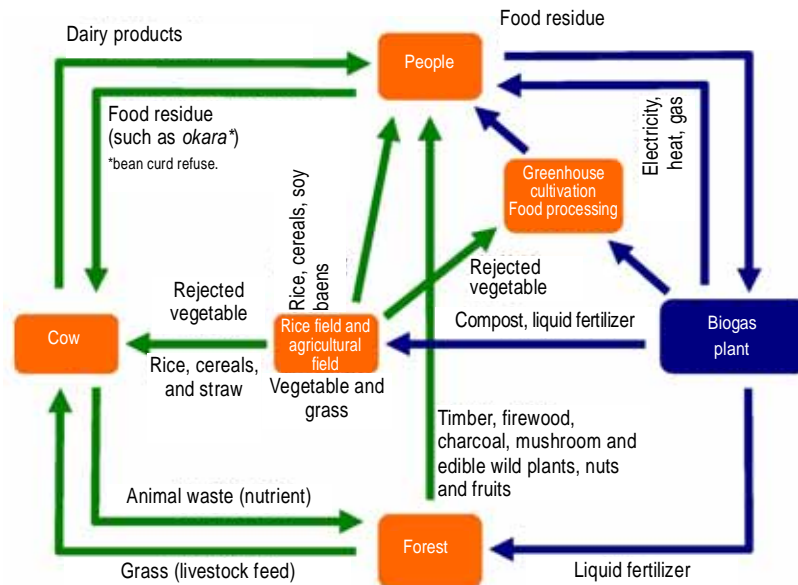 Food residue
Dairy products
People
Food residue
(such as okara*)
*bean curd refuse.
Electricity,
heat, gas
Greenhouse
cultivation
Food processing
Rice, cereals, soy
baens
Rejected
vegetable
Rejected
vegetable
Cow
Rice field and
agricultural
field
Compost, liquid fertilizer
Biogas
plant
Rice, cereals,
and straw
Vegetable and
grass
Timber, firewood,
charcoal, mushroom and
edible wild plants, nuts
and fruits
Animal waste (nutrient)
Forest
Grass (livestock feed)
Liquid fertilizer